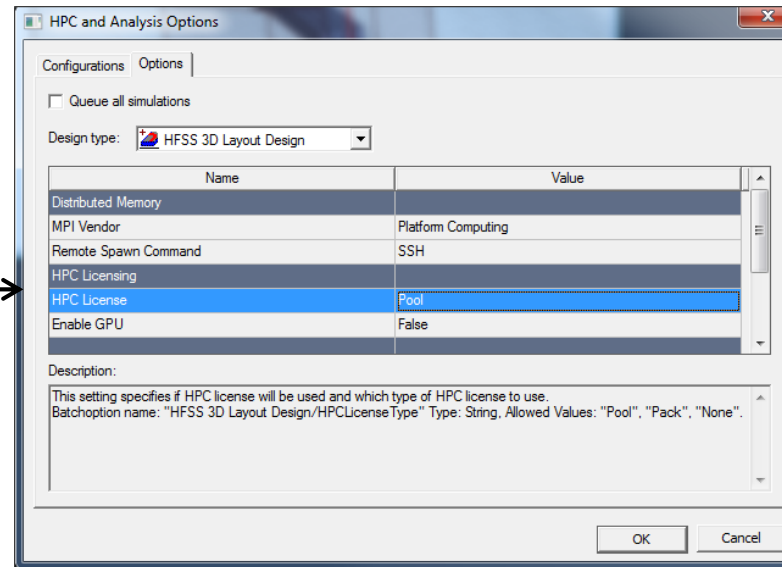 HPC and Analysis Options
Configurations Options
Queue all simulations
Design type: HFSS 3D Layout Design
Name Value
Distributed Memory
MPI Vendor Platform Computing
Remote Spawn Command SSH
HPC Licensing
HPC License Pool
Enable GPU False
Description:
This setting specifies if HPC license will be used and which type of HPC license to use.
Batchoption name: "HFSS 3D Layout Design/HPCLicenseType" Type: String, Allowed Values: "Pool", "Pack", "None".
OK Cancel